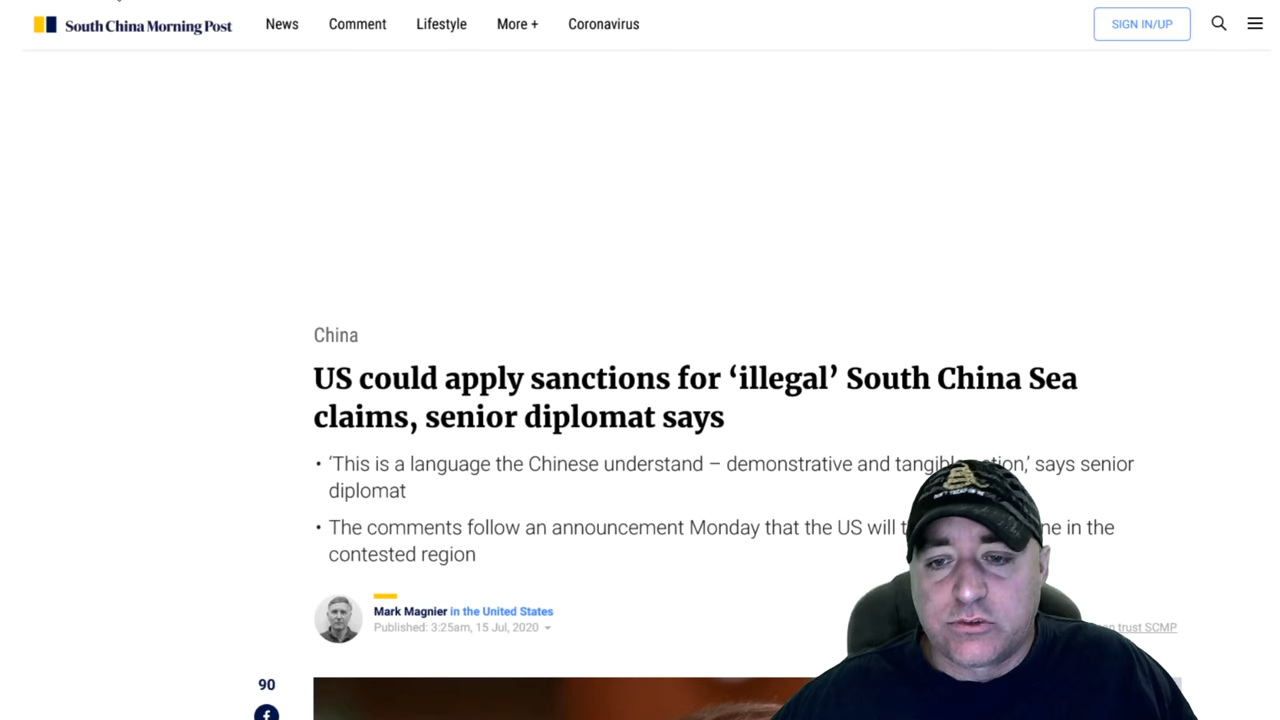 South China Morning Post
News
Comment
Lifestyle
More +
Coronavirus
SIGN IN/UP
China
US could apply sanctions for ‘illegal’ South China Sea
claims, senior diplomat says
• ‘This is a language the Chinese understand – demonstrative and tangible action,’ says senior
diplomat
• The comments follow an announcement Monday that the US will in the
contested region
Mark Magnier in the United States
Published: 3:25am, 15 Jul, 2020
trust SCMP
90